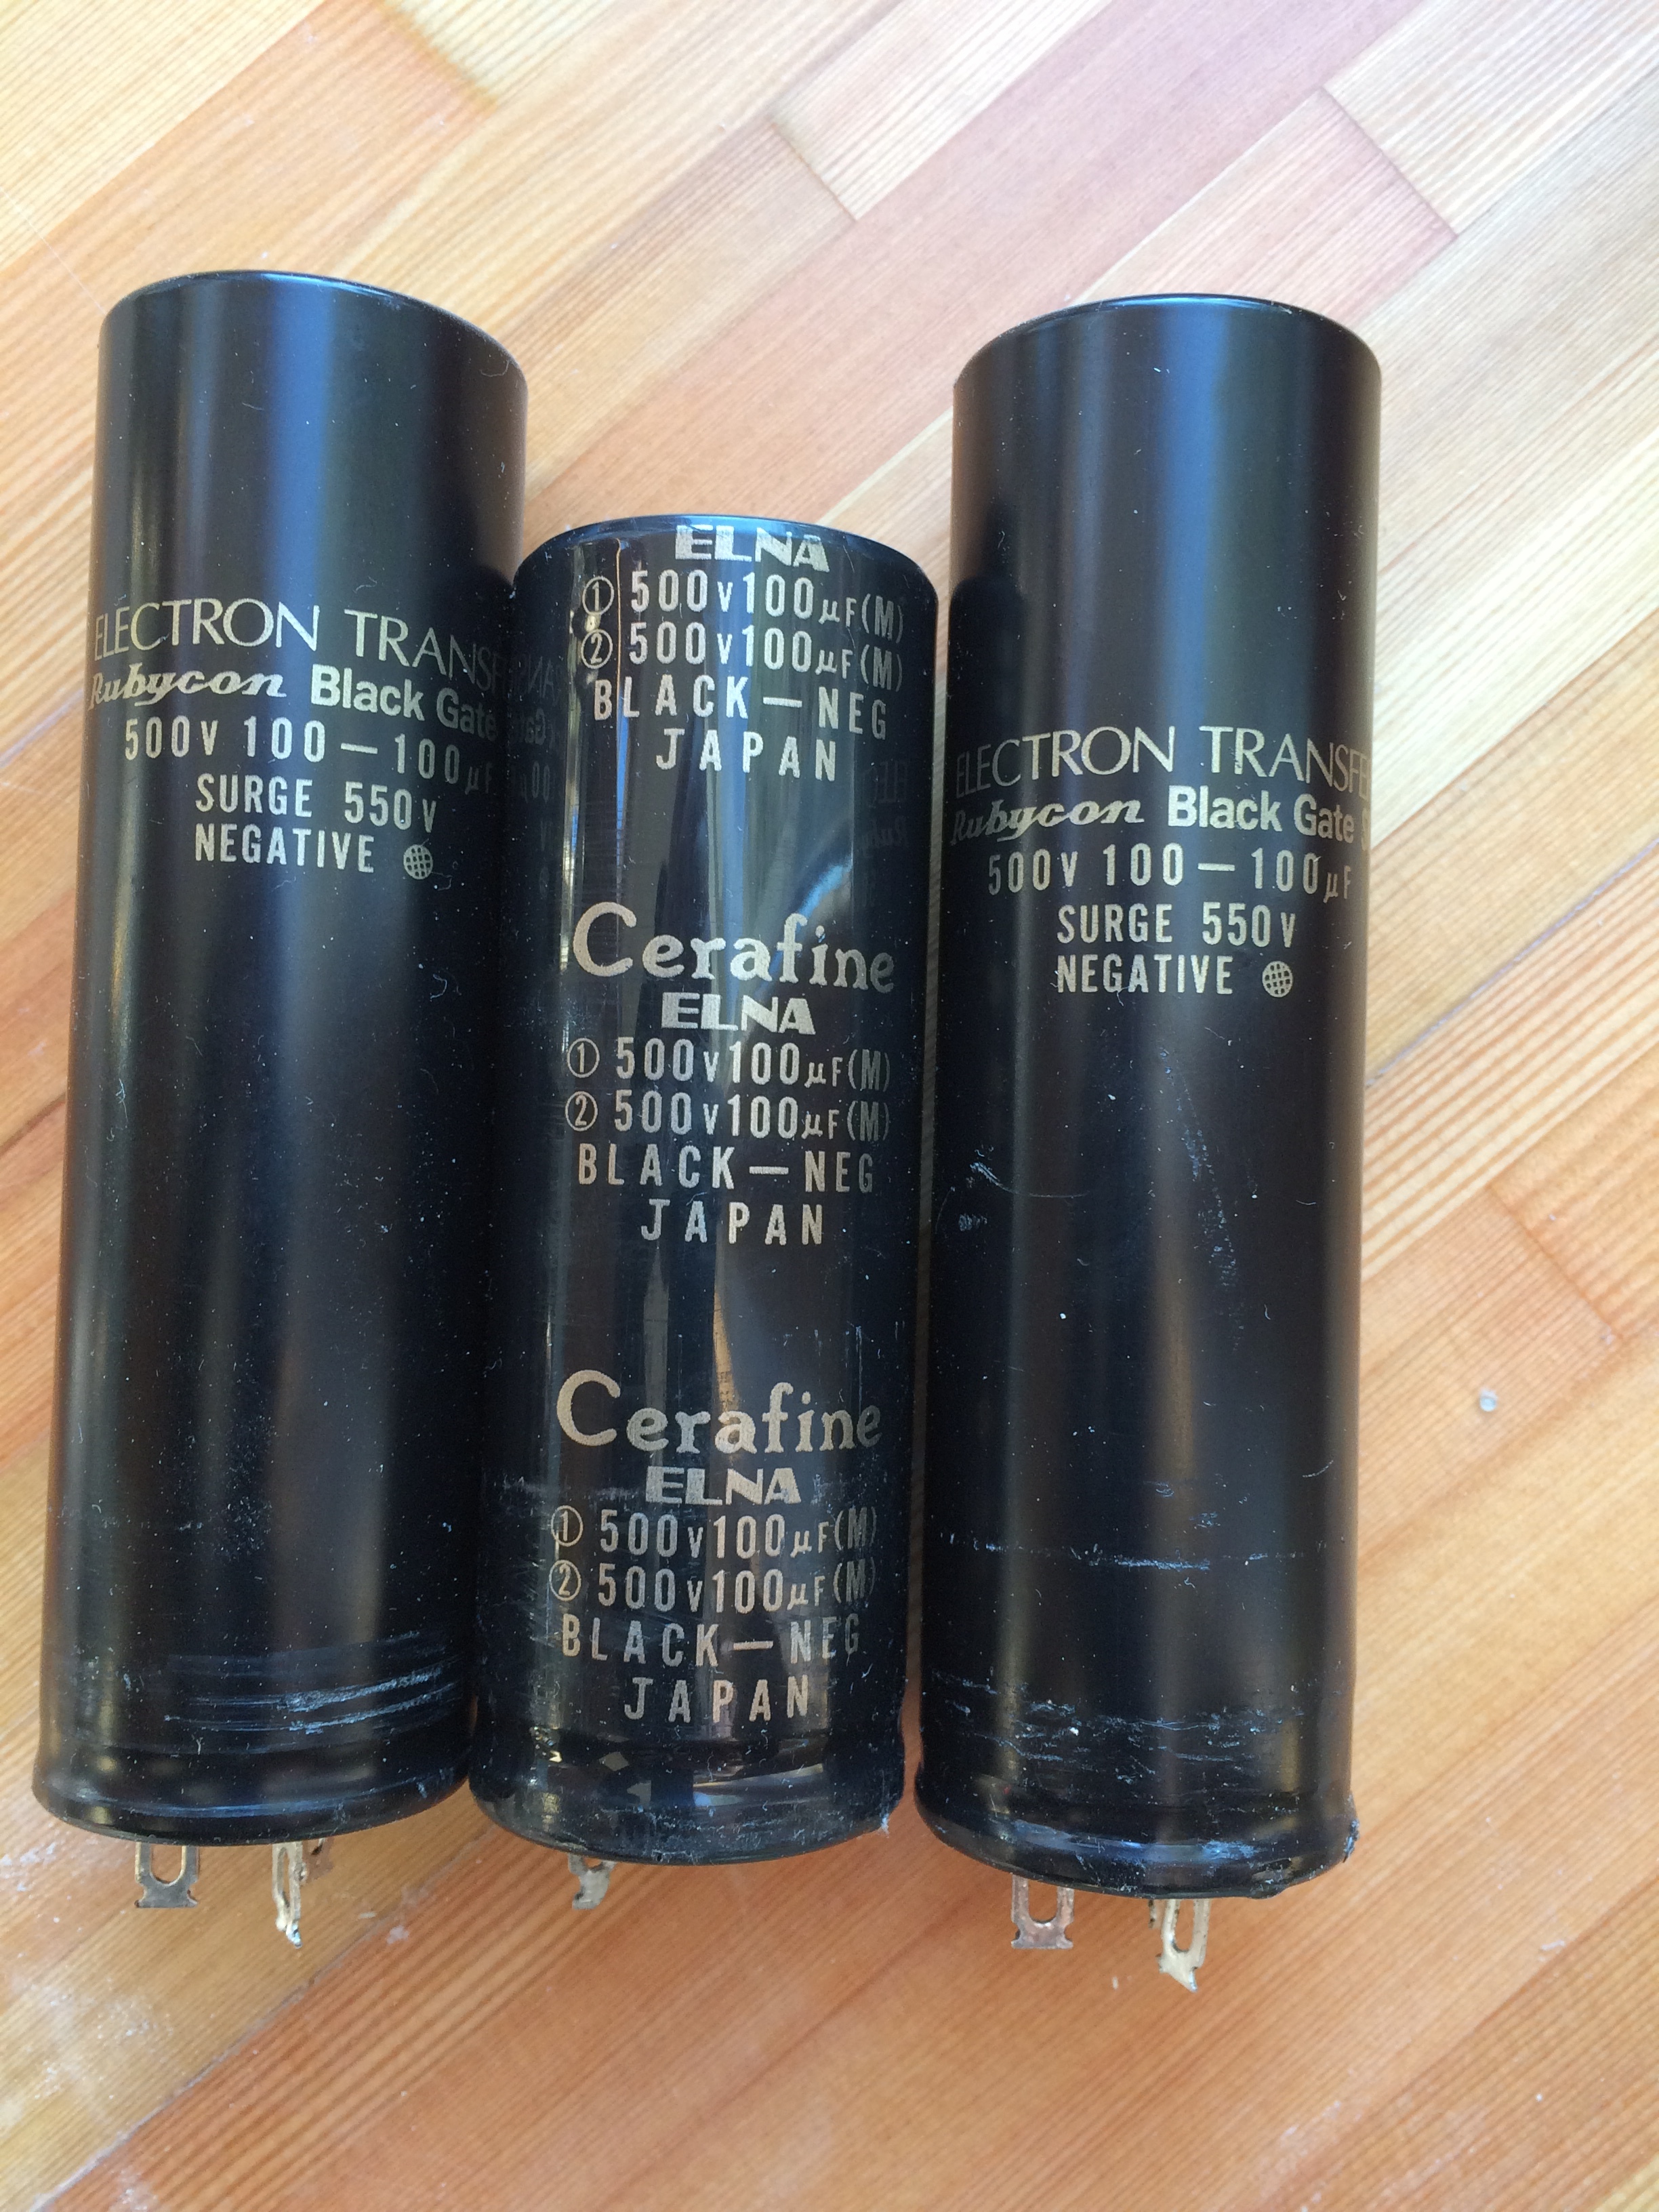 ELECTRON TRANSF
Rubycon Black Gate
500V 100—100μF
SURGE 550V
NEGATIVE
ELNA
① 500V100μF(M)
② 500V100μF(M)
BLACK—NEG
JAPAN
Cerafine
ELNA
① 500V100μF(M)
② 500V100μF(M)
BLACK—NEG
JAPAN
Cerafine
ELNA
① 500V100μF(M)
② 500V100μF(M)
BLACK—NEG
JAPAN
ELECTRON TRANSFE
Rubycon Black Gate S
500V 100—100μF
SURGE 550V
NEGATIVE